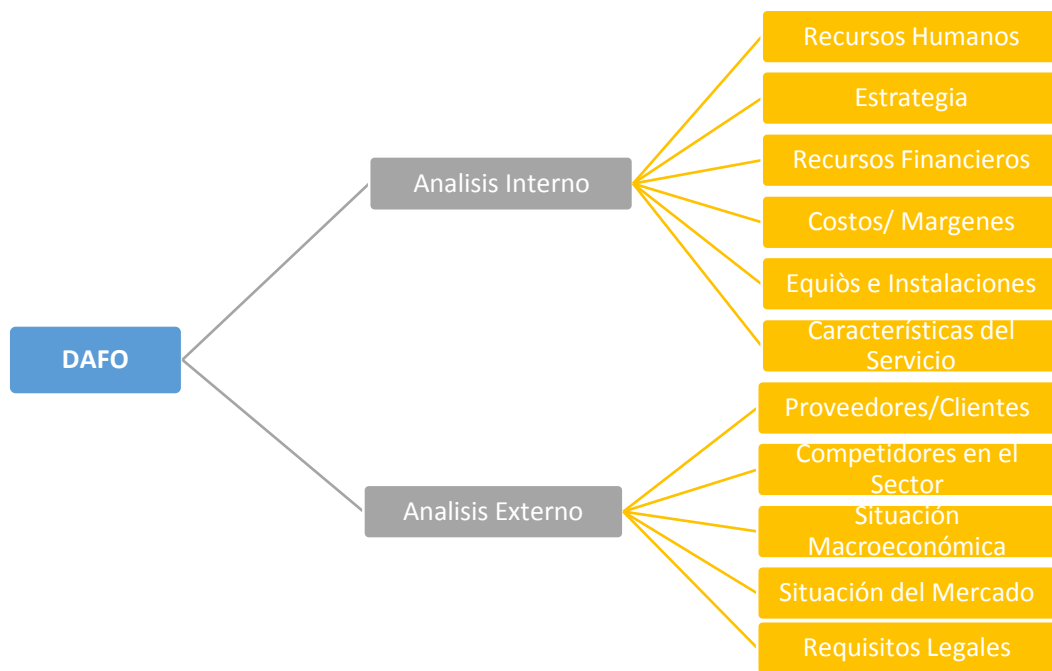 Recursos Humanos
Estrategia
Recursos Financieros
Analisis Interno
Costos/ Margenes
Equiòs e Instalaciones
Característísticas del
Servicio
DAFO
Proveedores/Clientes
Competidores en el
Sector
Analisis Externo
Situación
Macroeconómica
Situación del Mercado
Requisitos Legales